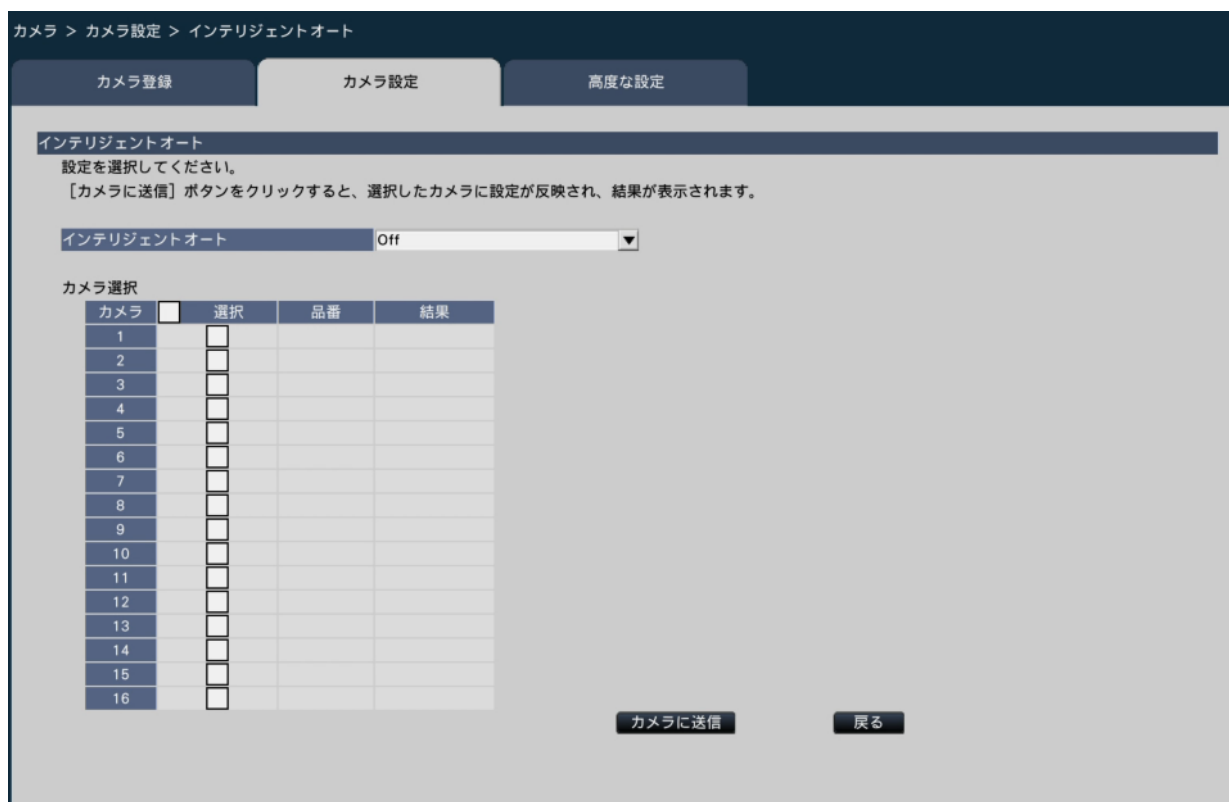 カメラ > カメラ設定 > インテリジェントオート
カメラ登録 カメラ設定 高度な設定
インテリジェントオート
設定を選択してください。
［カメラに送信］ボタンをクリックすると、選択したカメラに設定が反映され、結果が表示されます。
インテリジェントオート Off
カメラ選択
カメラ 選択 品番 結果
1
2
3
4
5
6
7
8
9
10
11
12
13
14
15
16
カメラに送信 戻る